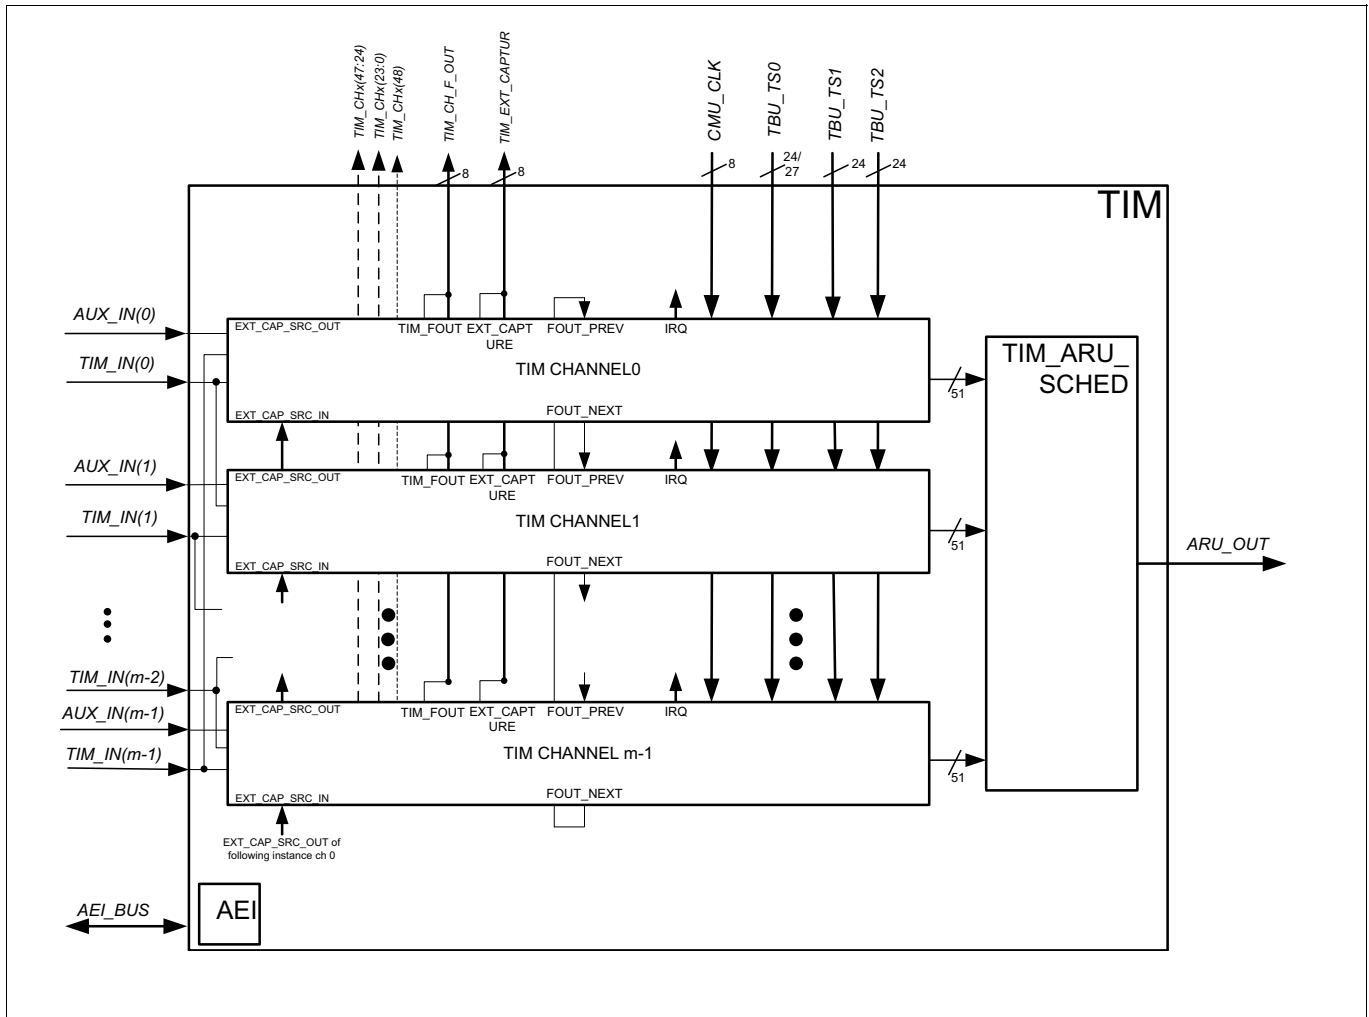 TIM_CHx(47:24)
TIM_CHx(23:0)
TIM_CHx(48)
TIM_CH_F_OUT
TIM_EXT_CAPTUR
CMU_CLK
TBU_TS0
TBU_TS1
TBU_TS2
8
8
8
24/
27
24
24
TIM
AUX_IN(0)
TIM_IN(0)
EXT_CAP_SRC_OUT
TIM_FOUT
EXT_CAPT
URE
FOUT_PREV
IRQ
TIM CHANNEL0
EXT_CAP_SRC_IN
FOUT_NEXT
51
TIM_ARU_
SCHED
AUX_IN(1)
TIM_IN(1)
EXT_CAP_SRC_OUT
TIM_FOUT
EXT_CAPT
URE
FOUT_PREV
IRQ
TIM CHANNEL1
EXT_CAP_SRC_IN
FOUT_NEXT
51
ARU_OUT
TIM_IN(m-2)
AUX_IN(m-1)
TIM_IN(m-1)
EXT_CAP_SRC_OUT
TIM_FOUT
EXT_CAPT
URE
FOUT_PREV
IRQ
TIM CHANNEL m-1
EXT_CAP_SRC_IN
FOUT_NEXT
51
EXT_CAP_SRC_OUT of
following instance ch 0
AEI_BUS
AEI